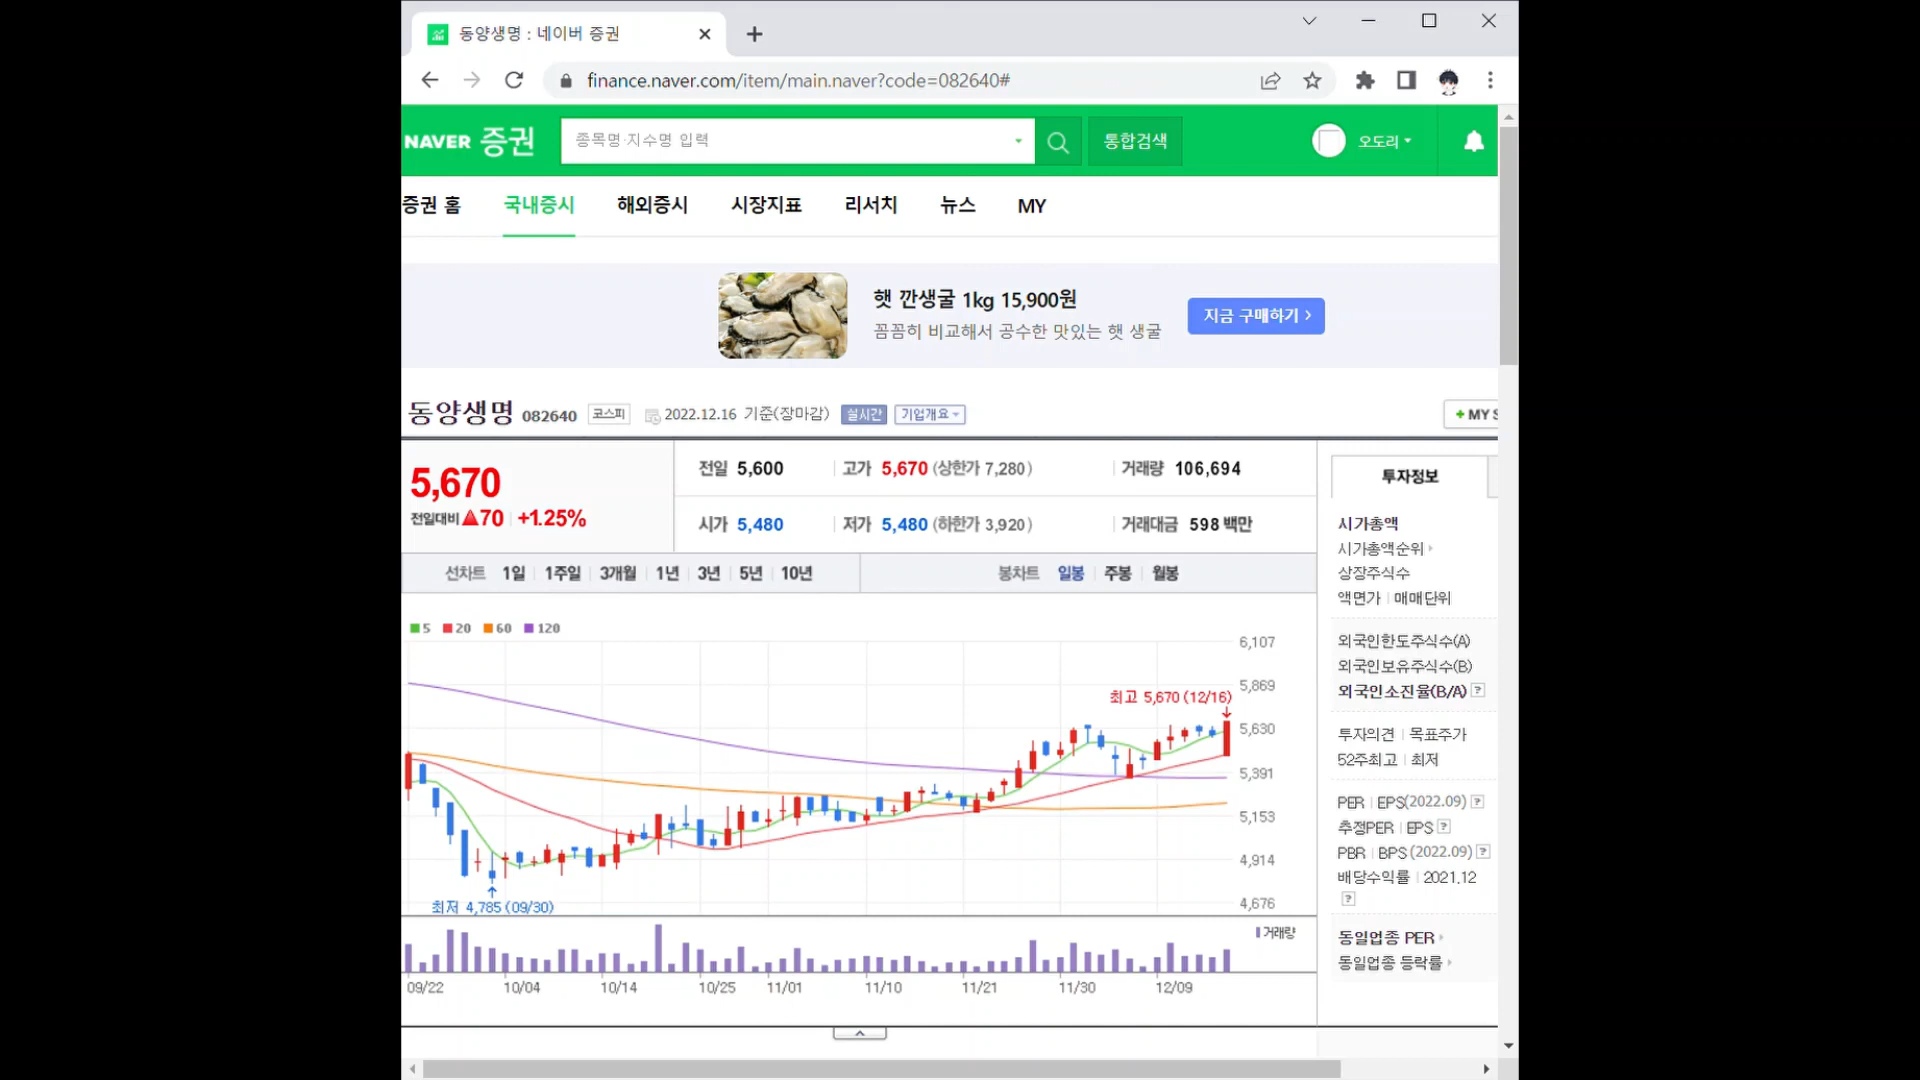 동양생명 : 네이버 증권
finance.naver.com/item/main.naver?code=082640#
NAVER 증권
종목명·지수명 입력
통합검색
오도리
증권 홈 국내증시 해외증시 시장지표 리서치 뉴스 MY
햇 깐생굴 1kg 15,900원
꼼꼼히 비교해서 공수한 맛있는 햇 생굴
지금 구매하기 >
동양생명 082640 코스피 2022.12.16 기준(장마감) 실시간 기업개요
+ MY S
5,670
전일대비 ▲70 +1.25%
전일 5,600 고가 5,670 (상한가 7,280) 거래량 106,694
시가 5,480 저가 5,480 (하한가 3,920) 거래대금 598 백만
선차트 1일 1주일 3개월 1년 3년 5년 10년
봉차트 일봉 주봉 월봉
5 20 60 120
6,107
5,869
5,630
5,391
5,153
4,914
4,676
최고 5,670 (12/16)
최저 4,785 (09/30)
거래량
09/22 10/04 10/14 10/25 11/01 11/10 11/21 11/30 12/09
투자정보
시가총액
시가총액순위
상장주식수
액면가 | 매매단위
외국인한도주식수(A)
외국인보유주식수(B)
외국인소진율(B/A) ?
투자의견 | 목표주가
52주최고 | 최저
PER | EPS(2022.09) ?
추정PER | EPS ?
PBR | BPS (2022.09) ?
배당수익률 | 2021.12
?
동일업종 PER
동일업종 등락률